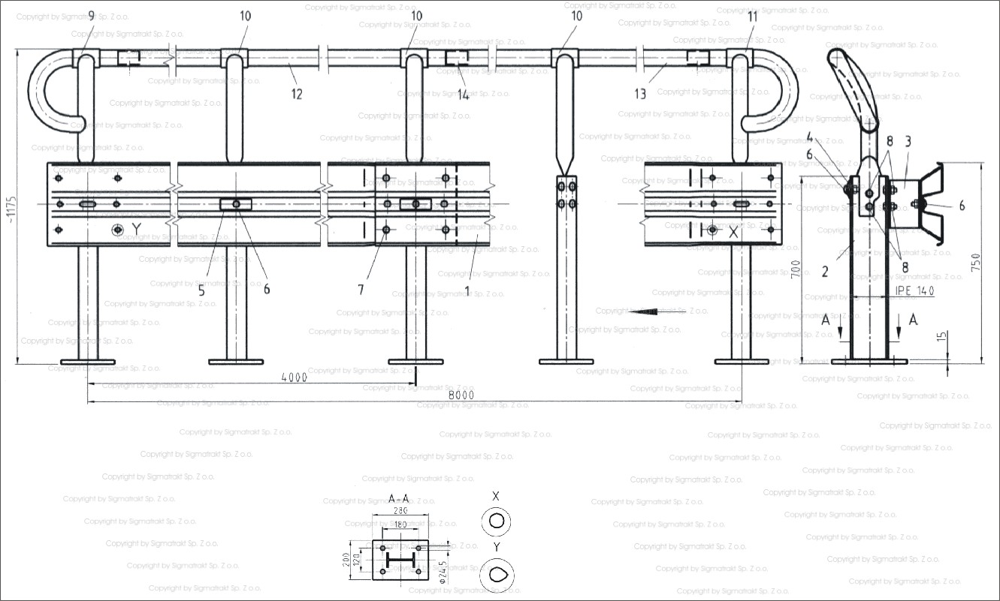 Copyright by Sigmatrakt Sp. Z o.o.
9
10
10
10
11
12
14
13
~1175
Y
X
5
6
7
1
4
6
8
3
6
2
8
700
750
IPE 140
A
A
15
4000
8000
A-A
280
180
200
120
φ24,5
X
Y